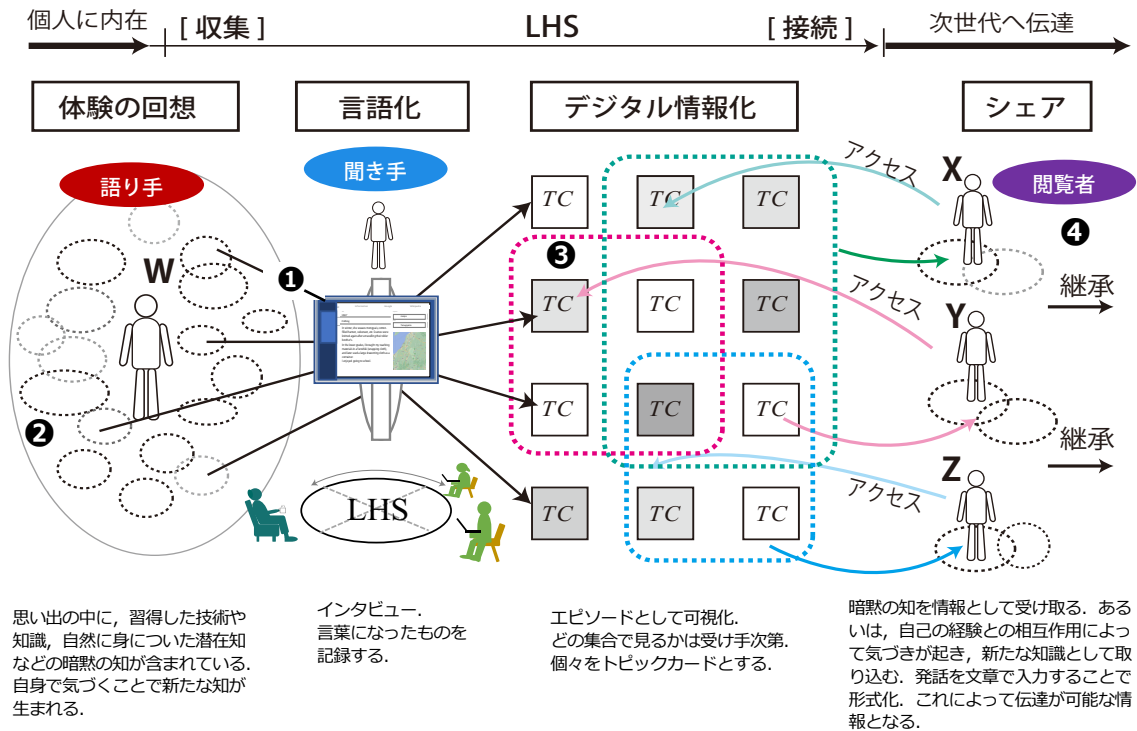 個人に内在
[ 収集 ]
LHS
[ 接続 ]
次世代へ伝達
体験の回想
言語化
デジタル情報化
シェア
語り手
聞き手
閲覧者
W
❶
❷
LHS
TC
TC
TC
❸
TC
TC
TC
TC
TC
TC
TC
TC
TC
アクセス
アクセス
アクセス
X
❹
継承
Y
継承
Z
思い出の中に，習得した技術や
知識，自然に身についた潜在知
などの暗黙の知が含まれている．
自身で気づくことで新たな知が
生まれる．
インタビュー．
言葉になったものを
記録する．
エピソードとして可視化．
どの集合で見るかは受け手次第．
個々をトピックカードとする．
暗黙の知を情報として受け取る．ある
いは，自己の経験との相互作用によっ
て気づきが起き，新たな知識として取
り込む．発話を文章で入力することで
形式化．これによって伝達が可能な情
報となる．